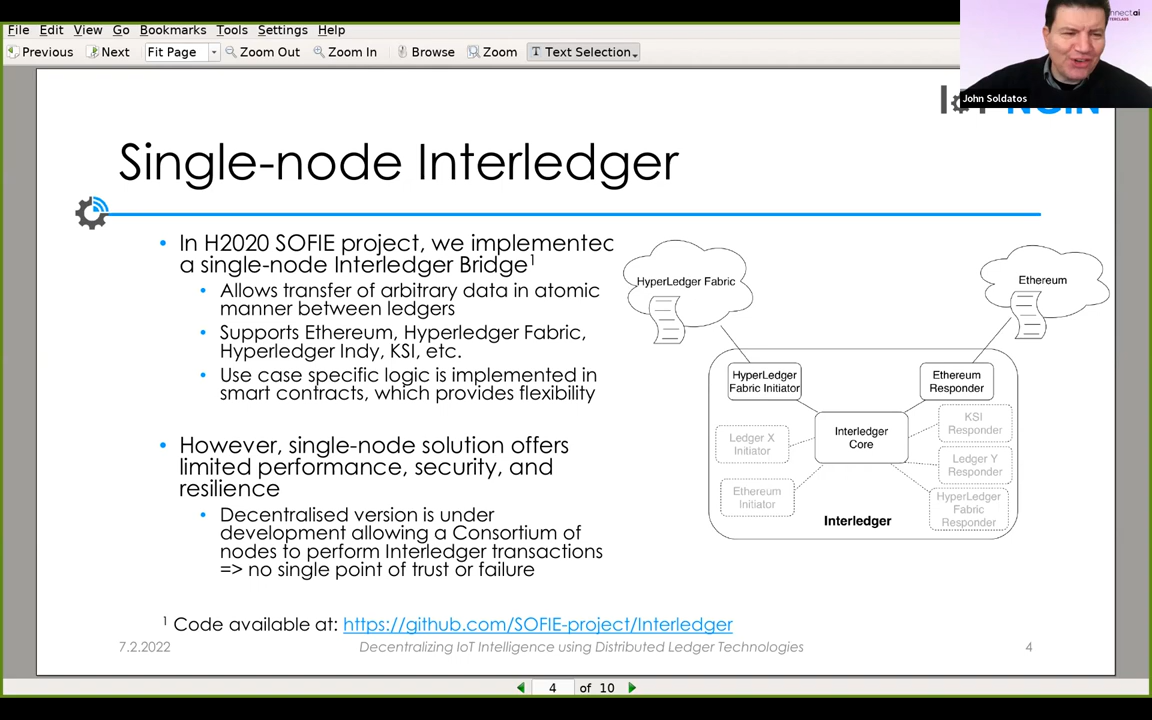 File Edit View Go Bookmarks Tools Settings Help
Previous Next Fit Page Zoom Out Zoom In Browse Zoom Text Selection
John Soldatos
Single-node Interledger
• In H2020 SOFIE project, we implemented
a single-node Interledger Bridge¹
• Allows transfer of arbitrary data in atomic
manner between ledgers
• Supports Ethereum, Hyperledger Fabric,
Hyperledger Indy, KSI, etc.
• Use case specific logic is implemented in
smart contracts, which provides flexibility
• However, single-node solution offers
limited performance, security, and
resilience
• Decentralised version is under
development allowing a Consortium of
nodes to perform Interledger transactions
=> no single point of trust or failure
HyperLedger Fabric
Ethereum
HyperLedger
Fabric Initiator
Ethereum
Responder
Interledger
Core
Ledger X
Initiator
Ethereum
Initiator
KSI
Responder
Ledger Y
Responder
HyperLedger
Fabric
Responder
Interledger
¹ Code available at: https://github.com/SOFIE-project/Interledger
7.2.2022 Decentralizing IoT Intelligence using Distributed Ledger Technologies 4
4 of 10